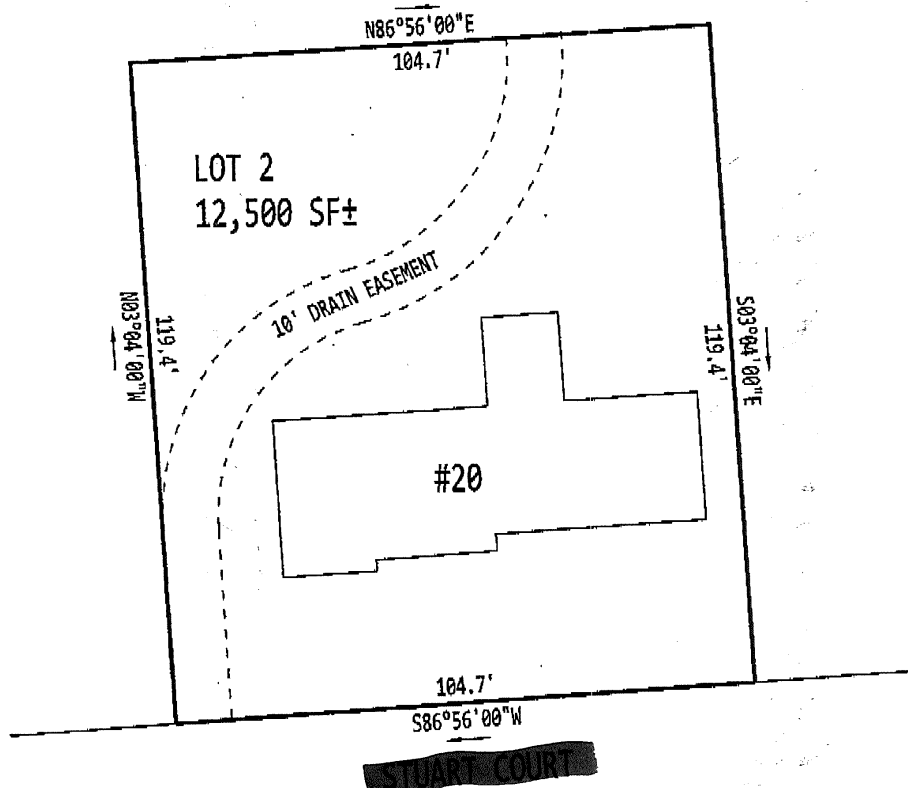 N86°56'00"E
104.7'
LOT 2
12,500 SF±
10' DRAIN EASEMENT
N03°04'00"W
119.4'
119.4'
S03°04'00"E
#20
104.7'
S86°56'00"W
STUART COURT